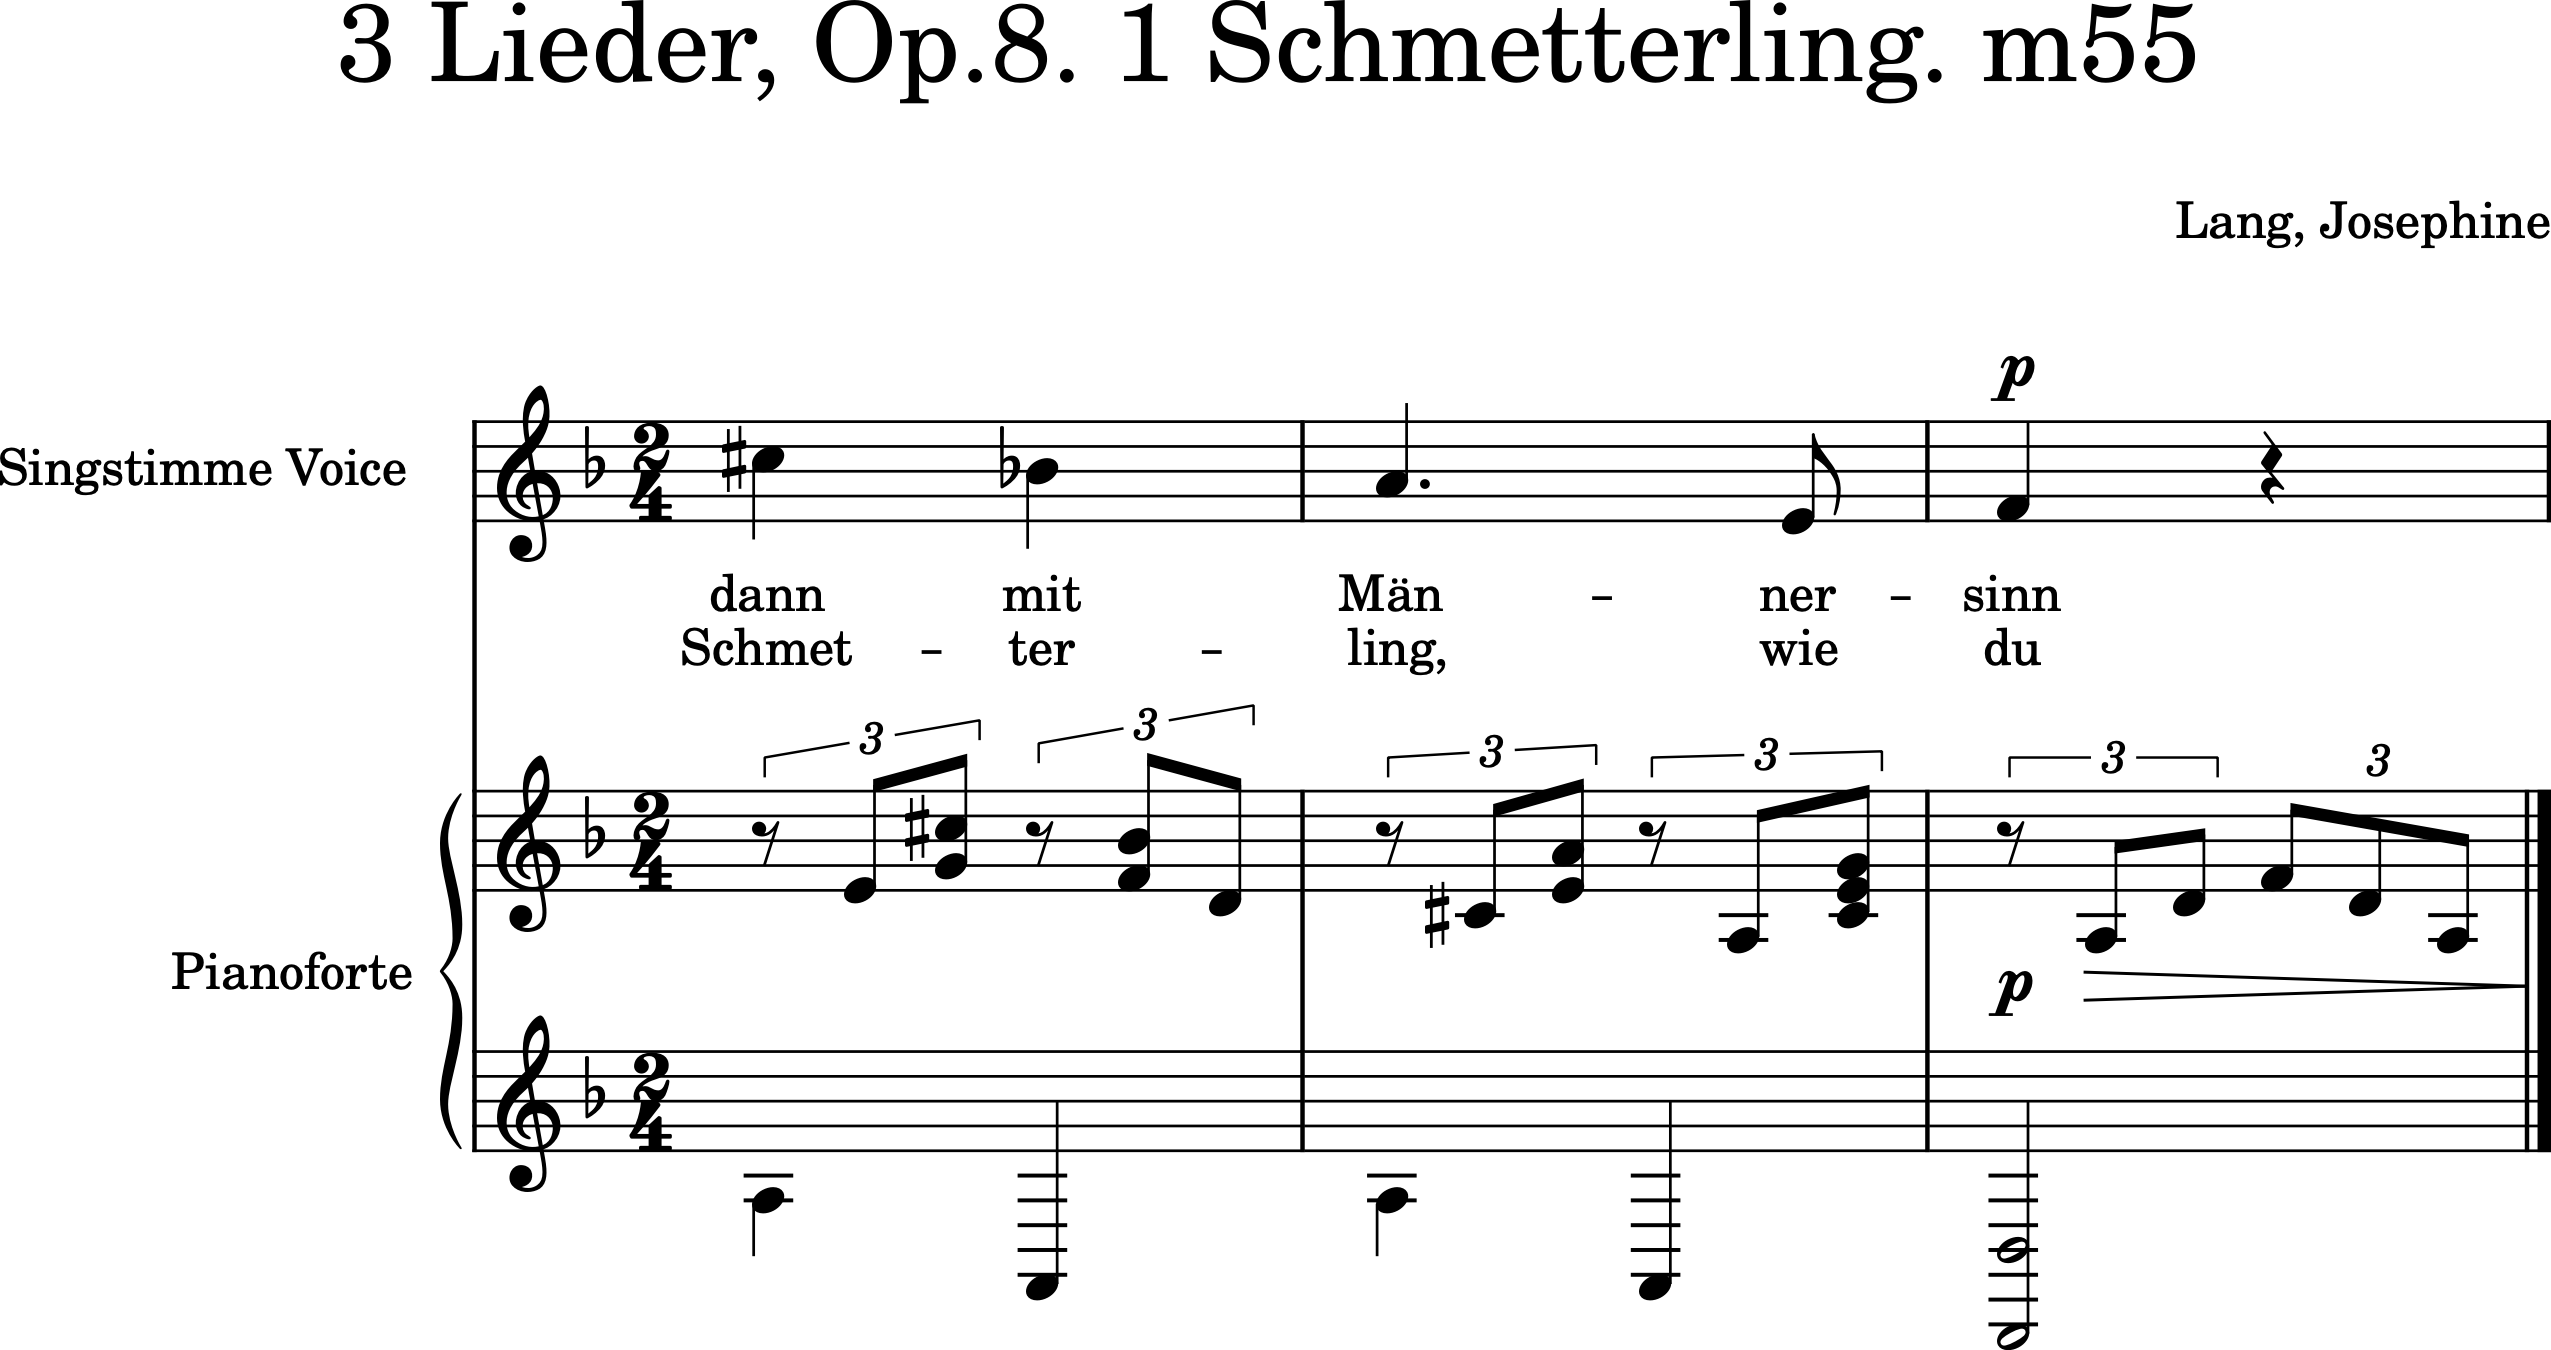 3 Lieder, Op.8. 1 Schmetterling. m55
Lang, Josephine
p
Singstimme Voice
dann mit Män - ner - sinn
Schmet - ter - ling, wie du
3 3 3 3 3 3
Pianoforte
p